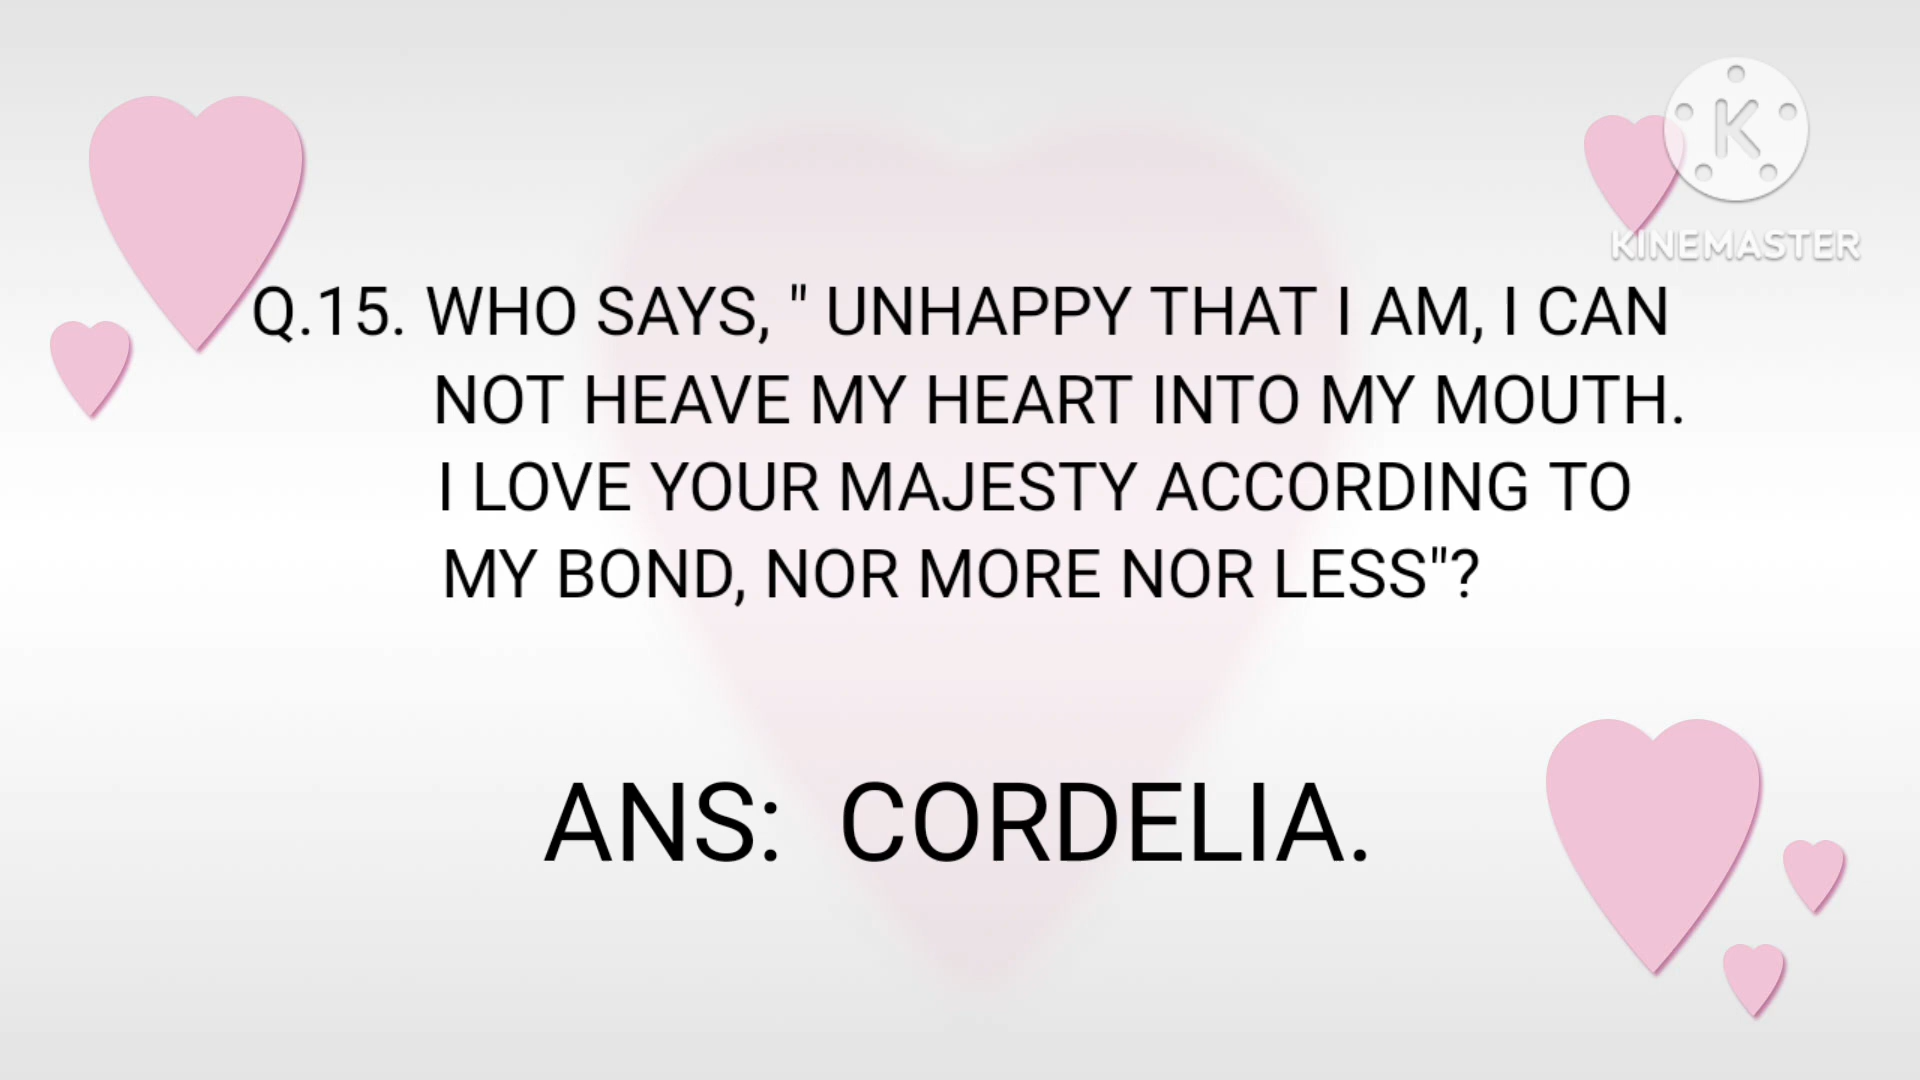 K
KINEMASTER
Q.15. WHO SAYS, " UNHAPPY THAT I AM, I CAN
NOT HEAVE MY HEART INTO MY MOUTH.
I LOVE YOUR MAJESTY ACCORDING TO
MY BOND, NOR MORE NOR LESS"?
ANS: CORDELIA.